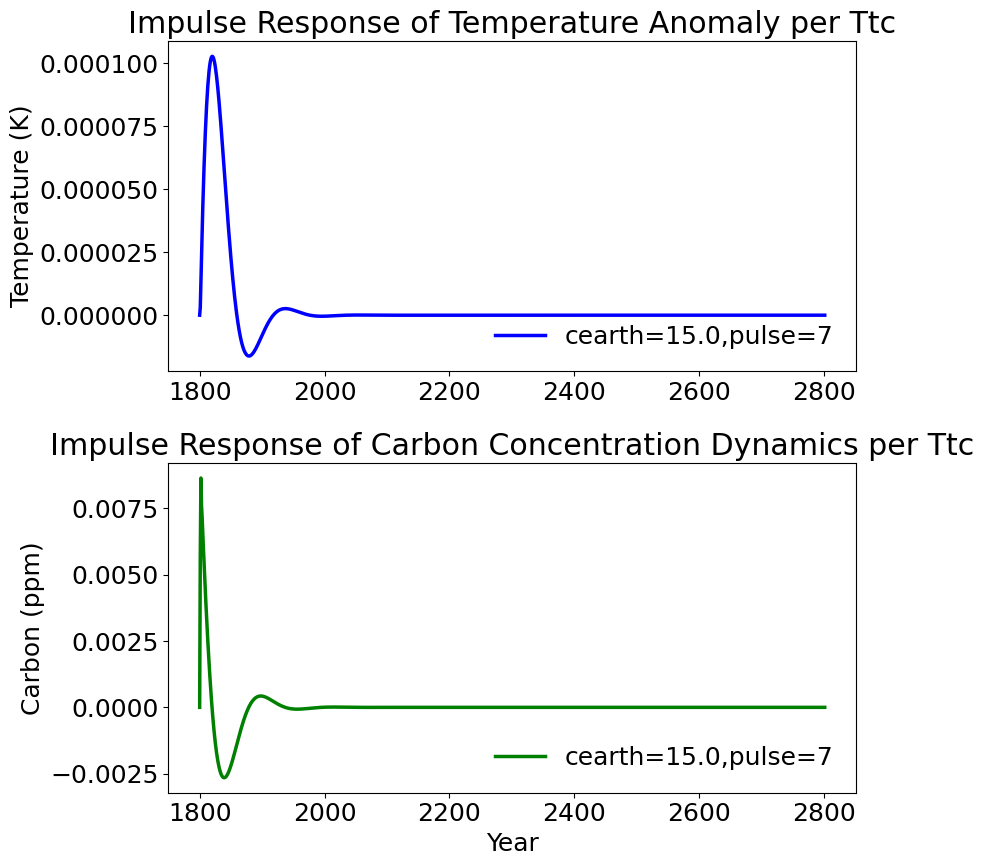 Impulse Response of Temperature Anomaly per Ttc
Temperature (K)
0.000100
0.000075
0.000050
0.000025
0.000000
cearth=15.0,pulse=7
1800 2000 2200 2400 2600 2800
Impulse Response of Carbon Concentration Dynamics per Ttc
Carbon (ppm)
0.0075
0.0050
0.0025
0.0000
−0.0025
cearth=15.0,pulse=7
1800 2000 2200 2400 2600 2800
Year